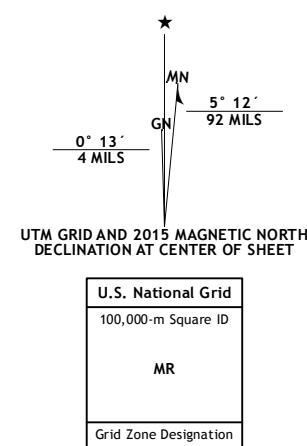 MN
GN
5° 12´
92 MILS
0° 13´
4 MILS
UTM GRID AND 2015 MAGNETIC NORTH
DECLINATION AT CENTER OF SHEET
U.S. National Grid
100,000-m Square ID
MR
Grid Zone Designation